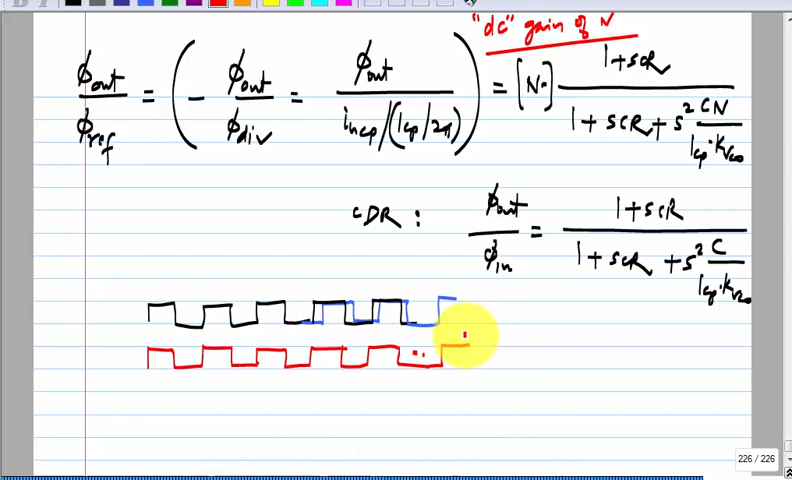 "dc" gain of N
ϕout/ϕref = ( - ϕout/ϕdiv = ϕout/(incp/(Icp/2π)) ) = [N·] (1+sCR)/(1+sCR+s² CN/(Icp·Kvco))
CDR : ϕout/ϕin = (1+sCR)/(1+sCR+s² C/(Icp·Kvco))
226 / 226